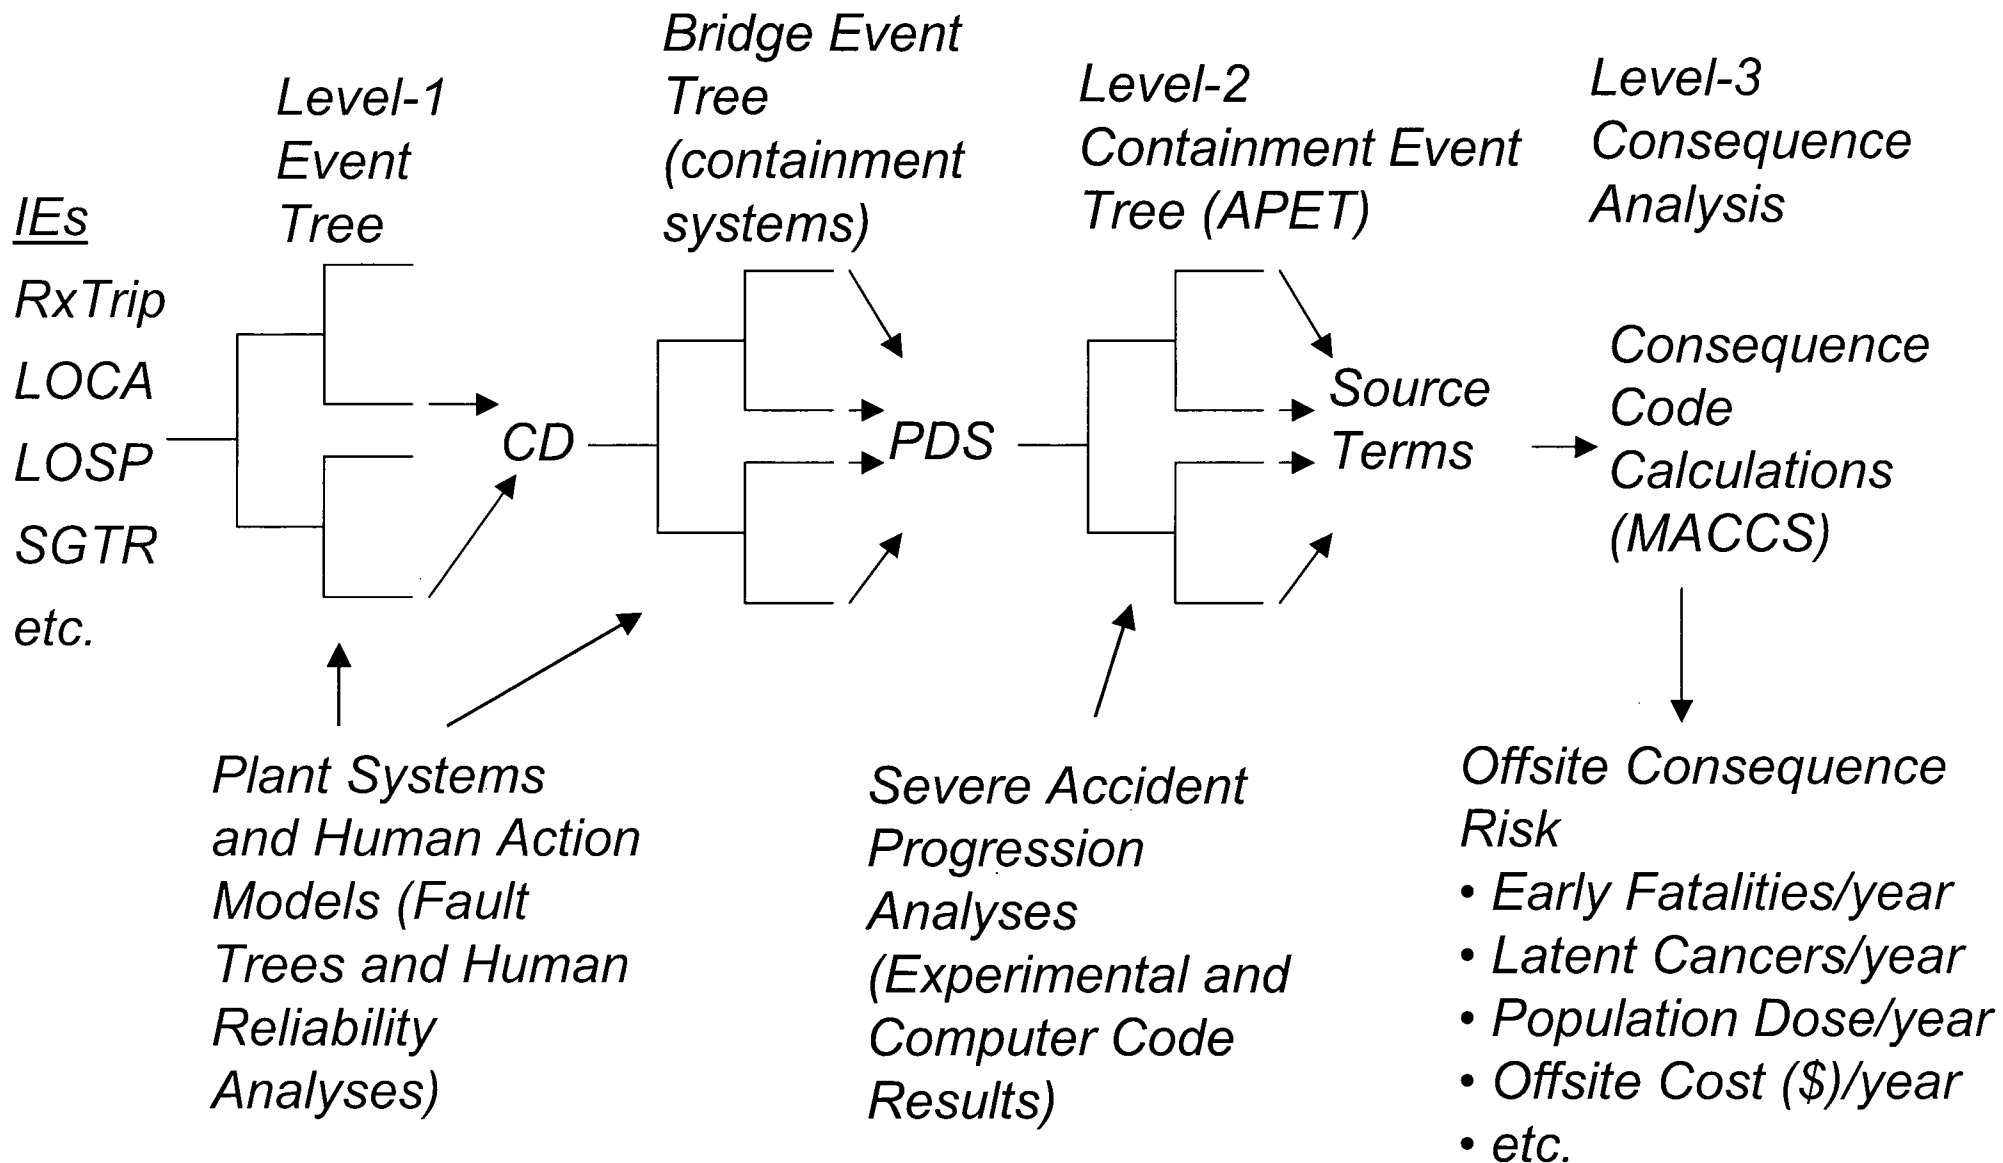 IEs
RxTrip
LOCA
LOSP
SGTR
etc.
Level-1
Event
Tree
CD
Bridge Event
Tree
(containment
systems)
PDS
Level-2
Containment Event
Tree (APET)
Source
Terms
Level-3
Consequence
Analysis
Consequence
Code
Calculations
(MACCS)
Plant Systems
and Human Action
Models (Fault
Trees and Human
Reliability
Analyses)
Severe Accident
Progression
Analyses
(Experimental and
Computer Code
Results)
Offsite Consequence
Risk
• Early Fatalities/year
• Latent Cancers/year
• Population Dose/year
• Offsite Cost ($)/year
• etc.